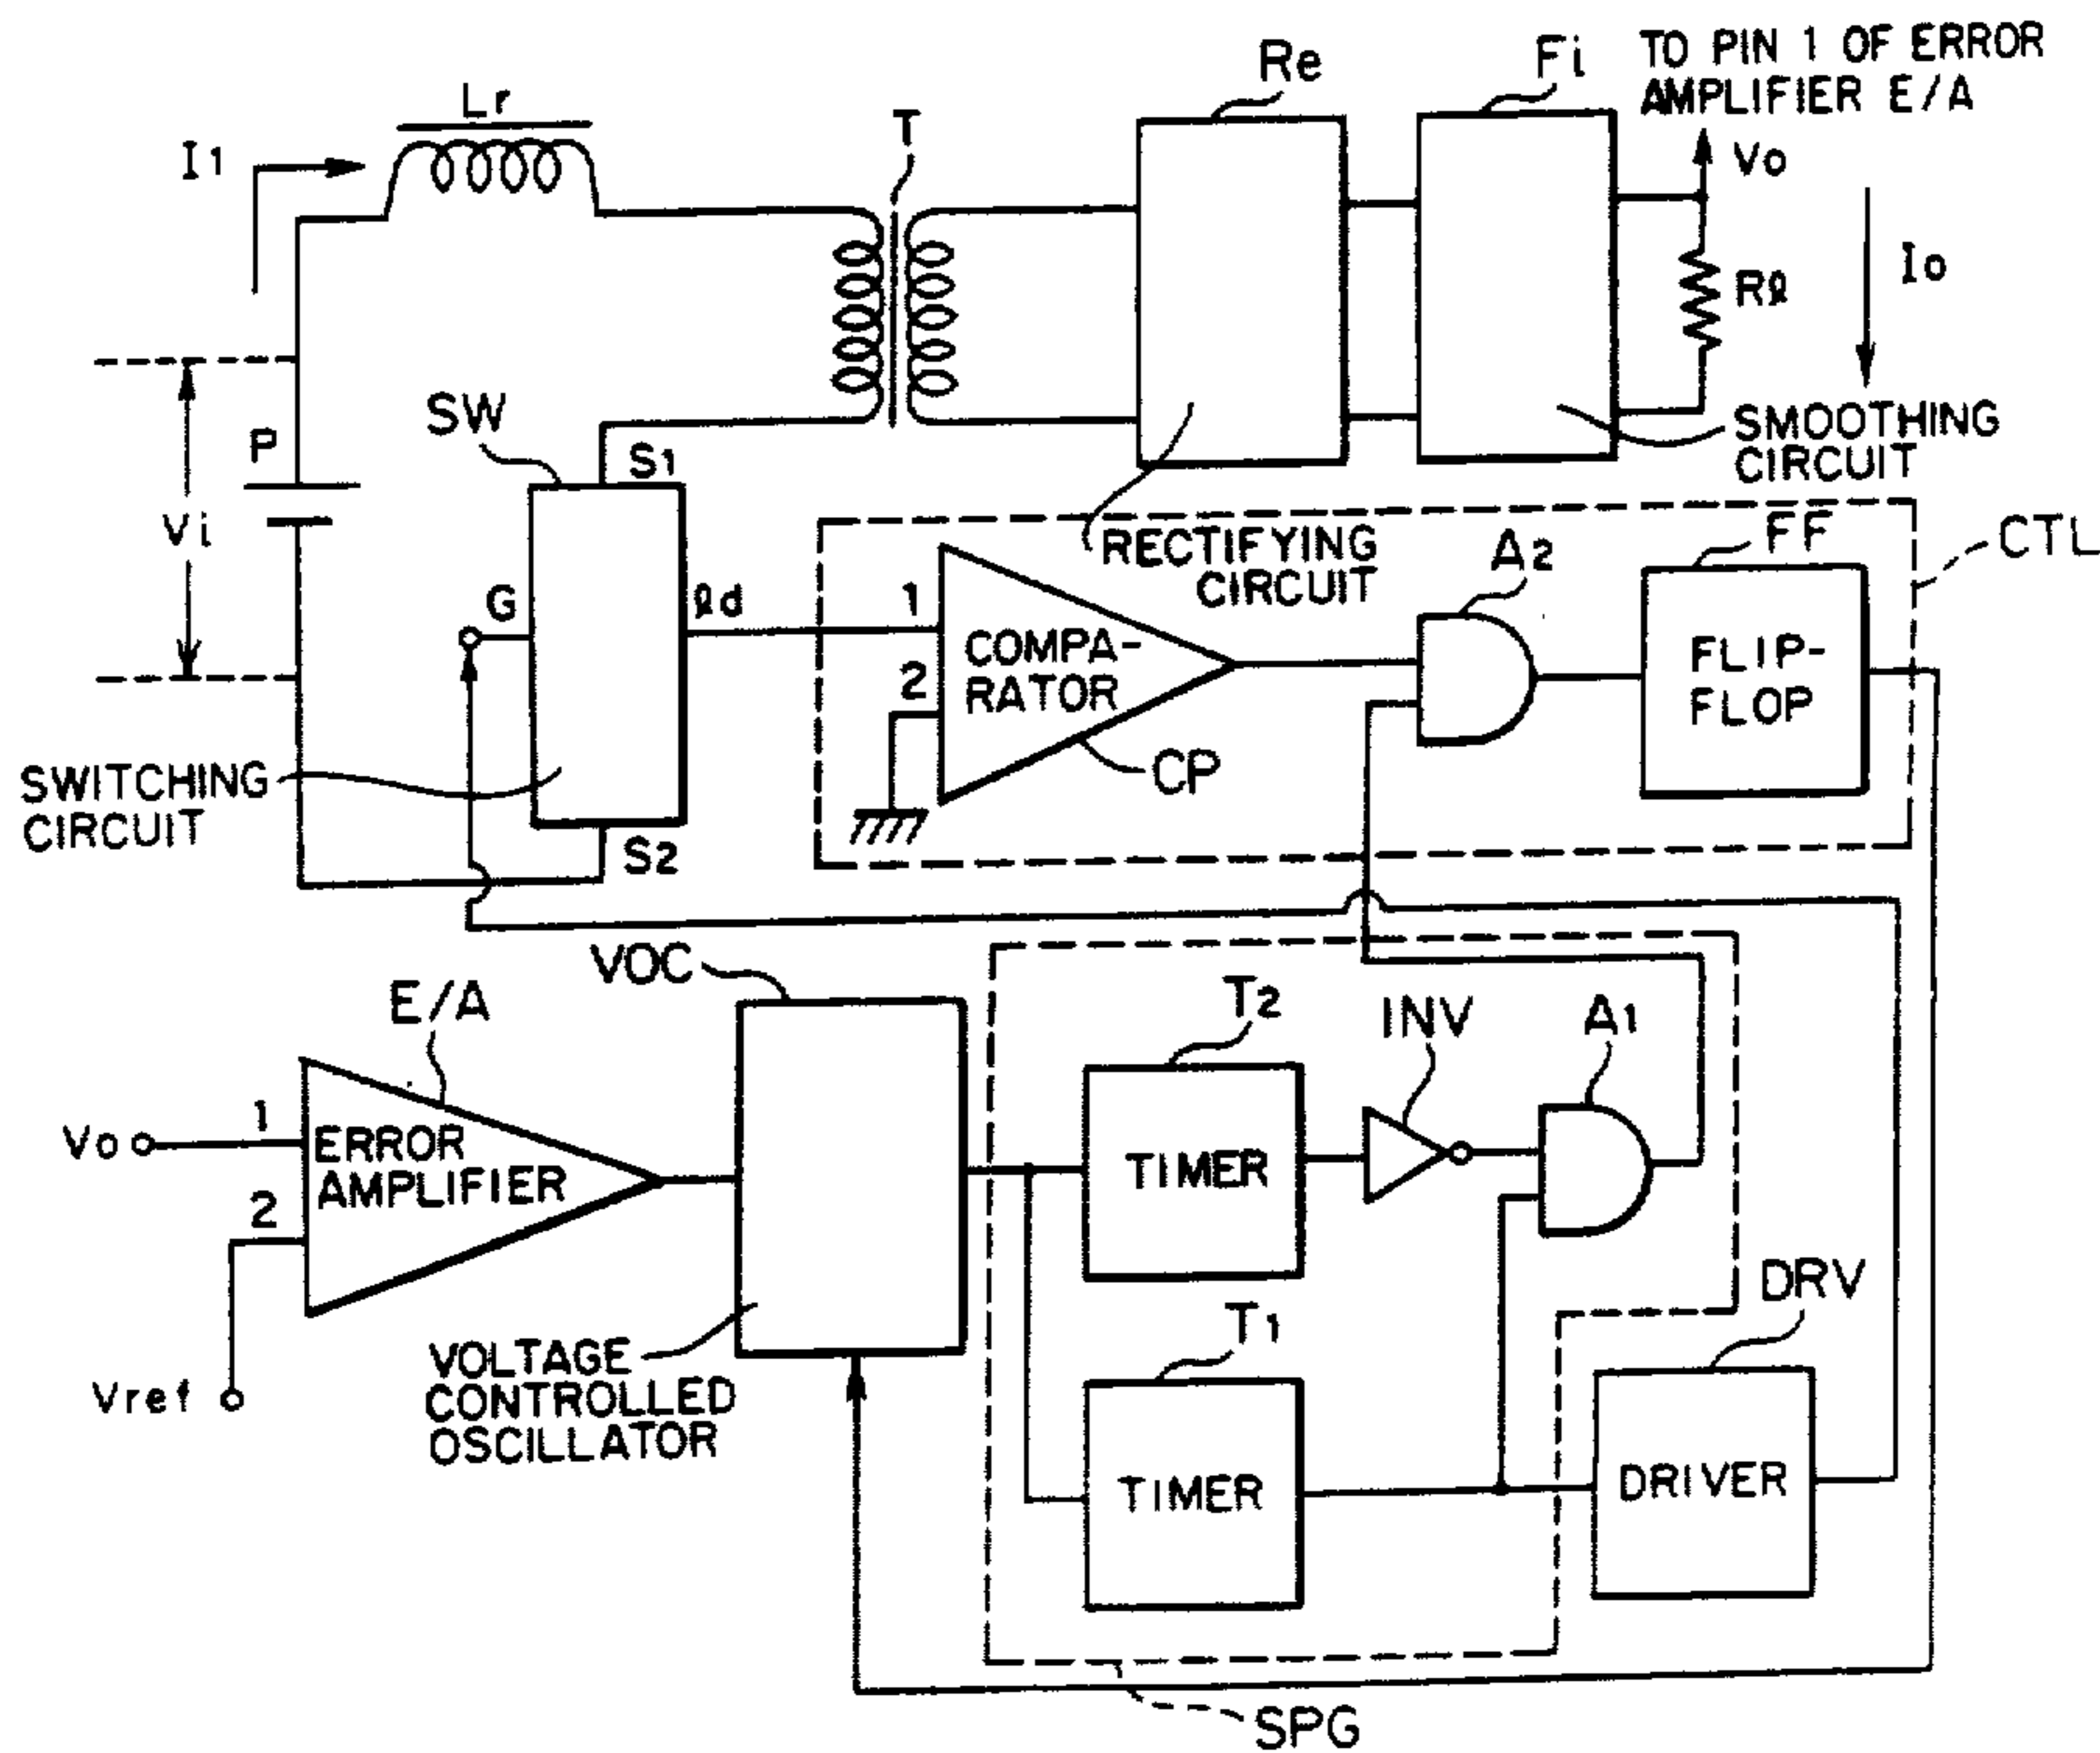 TO PIN 1 OF ERROR
AMPLIFIER E/A
Re
Fi
Lr
T
I1
Vo
Io
Rℓ
SW
S1
P
Vi
SMOOTHING
CIRCUIT
RECTIFYING
CIRCUIT
A2
FF
CTL
G
ℓd
1
2
COMPA-
RATOR
FLIP-
FLOP
CP
SWITCHING
CIRCUIT
S2
VOC
E/A
T2
INV
A1
Vo
1
2
ERROR
AMPLIFIER
TIMER
DRV
T1
VOLTAGE
CONTROLLED
OSCILLATOR
Vref
TIMER
DRIVER
SPG